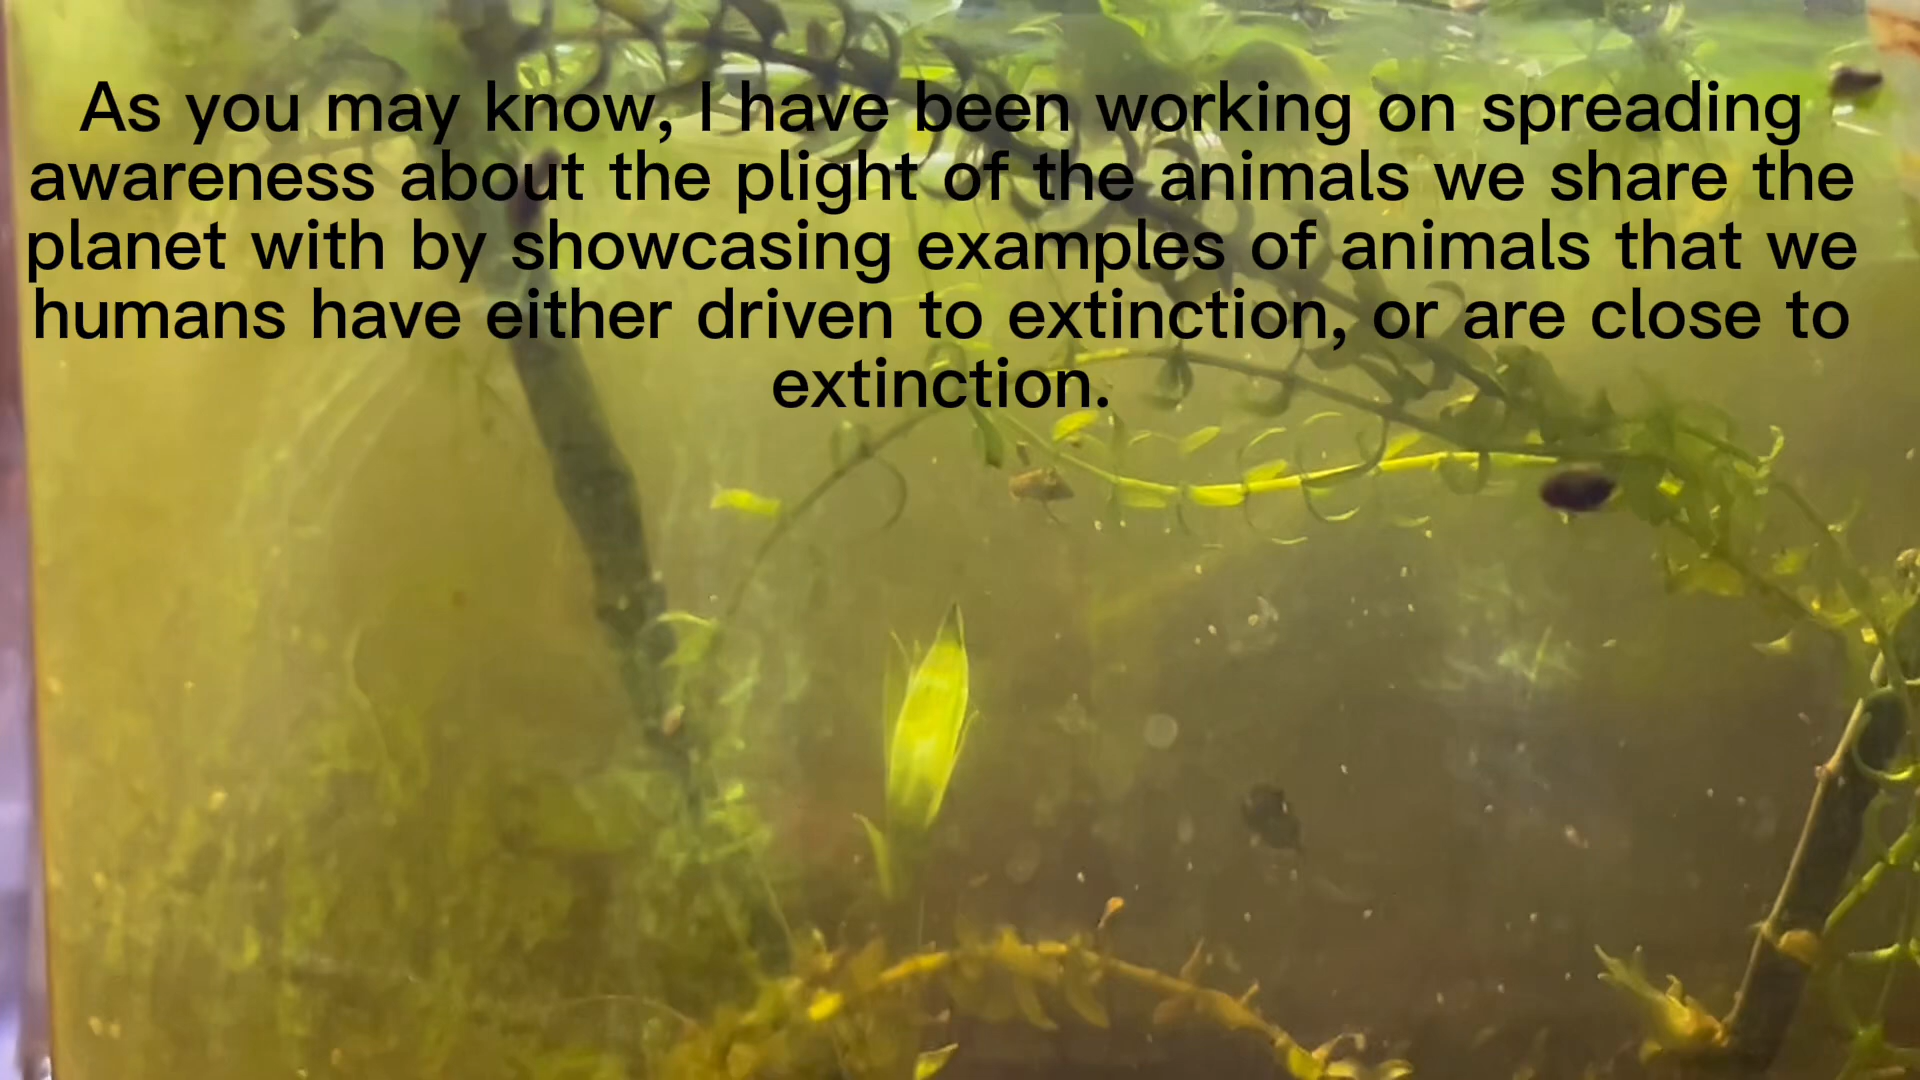 As you may know, I have been working on spreading
awareness about the plight of the animals we share the
planet with by showcasing examples of animals that we
humans have either driven to extinction, or are close to
extinction.